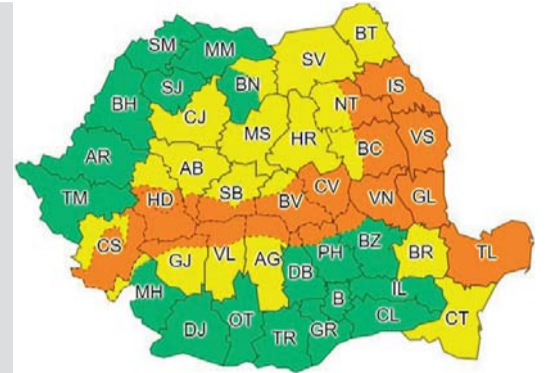 BT
SM
MM
SV
SJ
BN
IS
BH
NT
CJ
MS
HR
VS
BC
AR
AB
TM
HD
SB
CV
BV
VN
GL
CS
BZ
BR
TL
GJ
VL
AG
PH
DB
MH
B
IL
CT
OT
DJ
TR
GR
CL